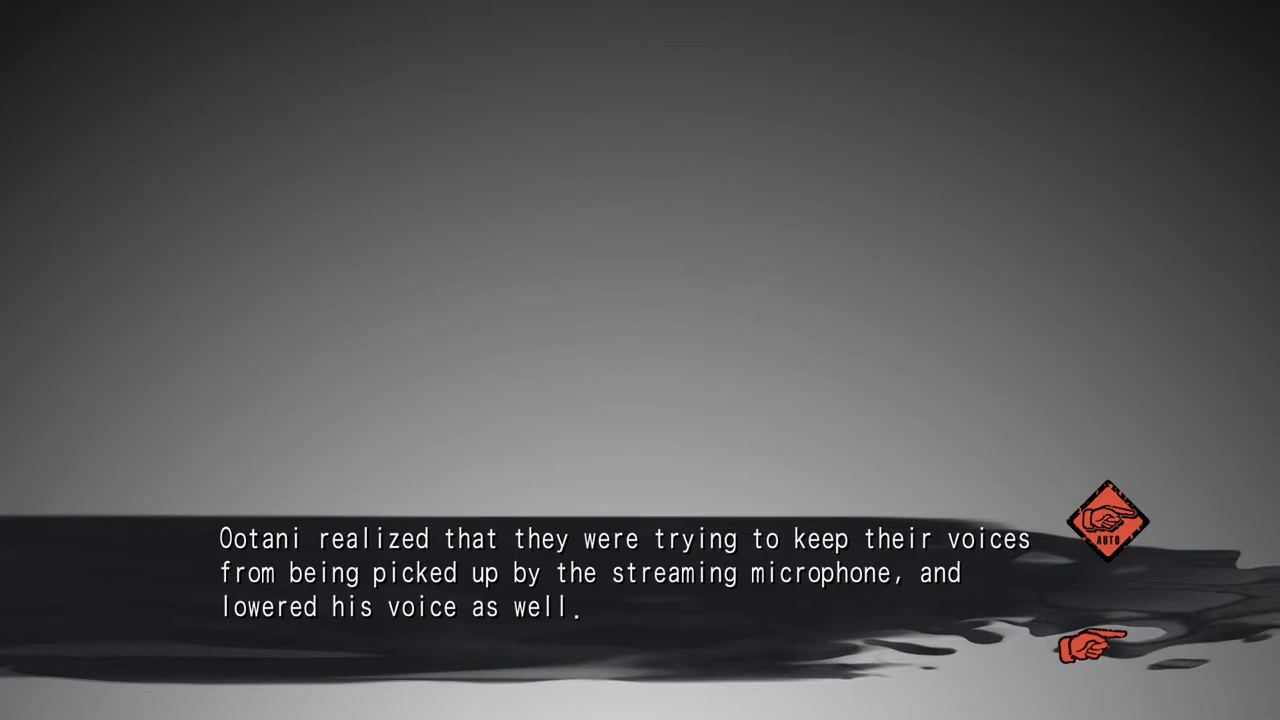 Ootani realized that they were trying to keep their voices
from being picked up by the streaming microphone, and
lowered his voice as well.
AUTO